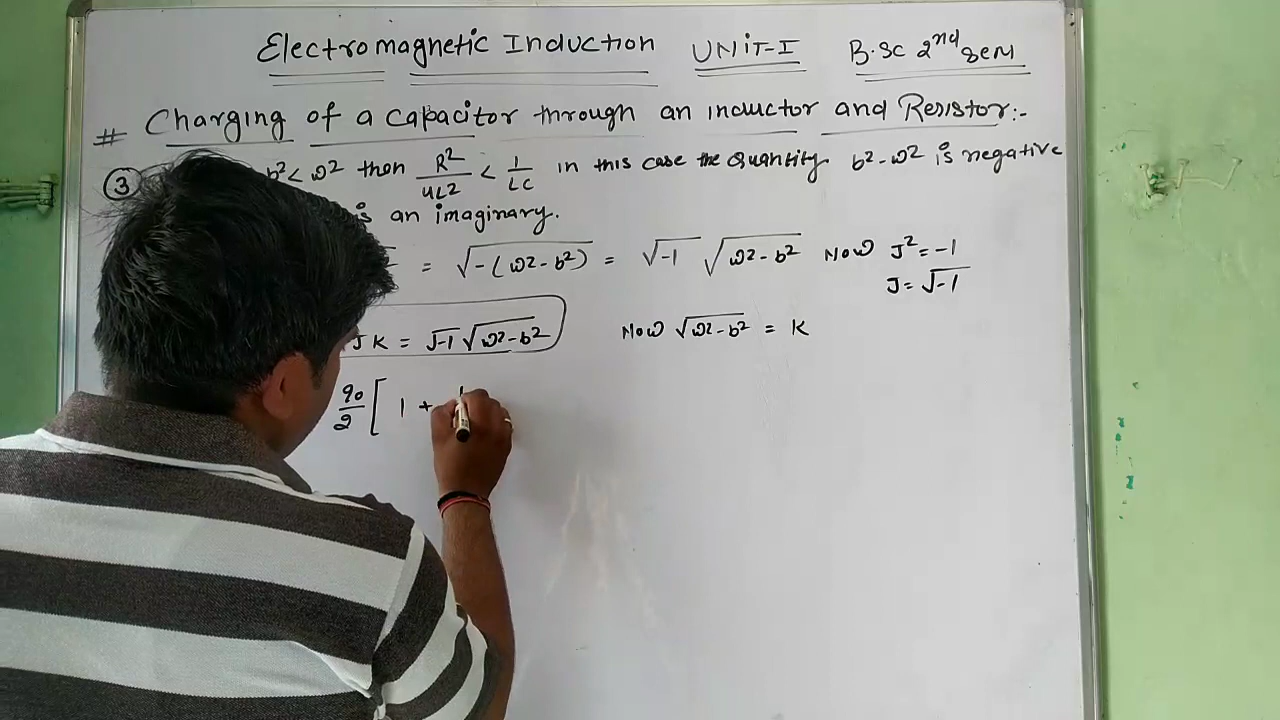 Electromagnetic Induction UNIT-I B.Sc 2nd sem
# Charging of a capacitor through an inductor and Resistor:-
③ b² < ω² then R²/4L² < 1/LC in this case the quantity b²-ω² is negative
is an imaginary.
= √-(ω²-b²) = √-1 √ω²-b² Now J² = -1
J = √-1
JK = √-1 √ω²-b² Now √ω²-b² = K
q₀/2 [ 1 +